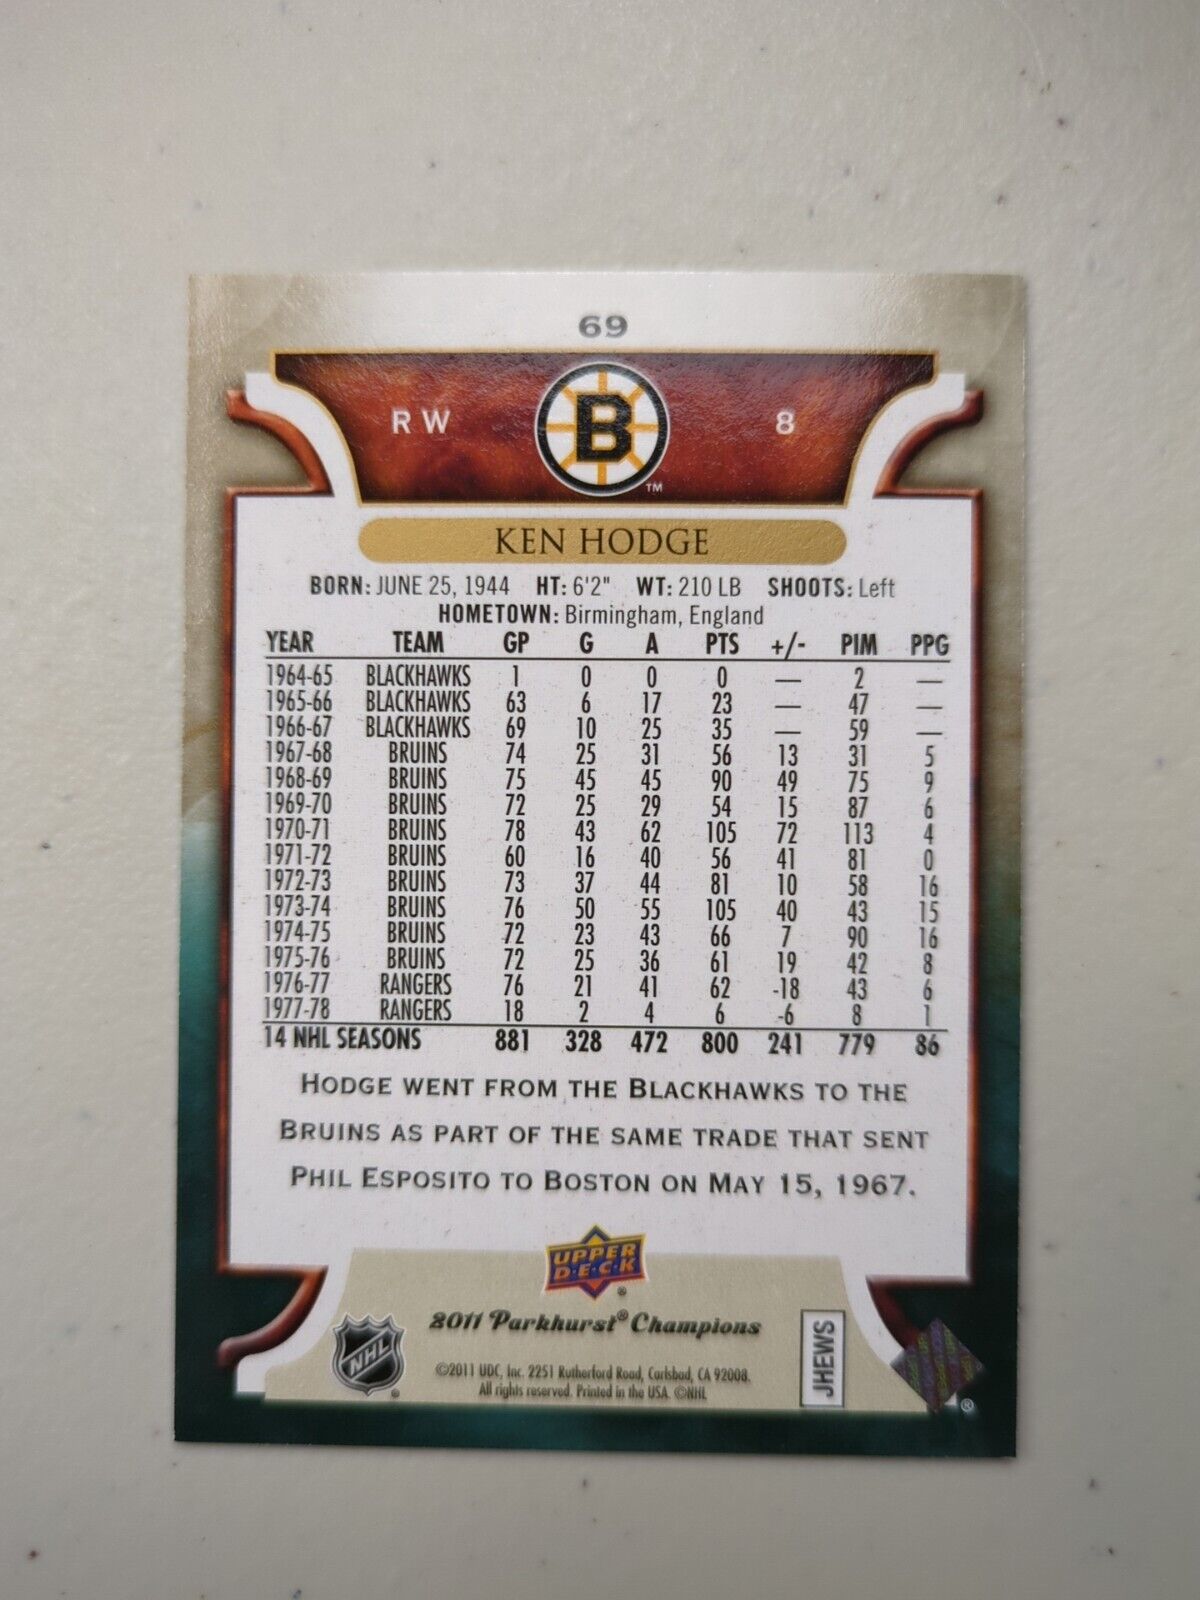 69
RW B 8
TM
KEN HODGE
BORN: JUNE 25, 1944 HT: 6'2" WT: 210 LB SHOOTS: Left
HOMETOWN: Birmingham, England
YEAR TEAM GP G A PTS +/- PIM PPG
1964-65 BLACKHAWKS 1 0 0 0 — 2 —
1965-66 BLACKHAWKS 63 6 17 23 — 47 —
1966-67 BLACKHAWKS 69 10 25 35 — 59 —
1967-68 BRUINS 74 25 31 56 13 31 5
1968-69 BRUINS 75 45 45 90 49 75 9
1969-70 BRUINS 72 25 29 54 15 87 6
1970-71 BRUINS 78 43 62 105 72 113 4
1971-72 BRUINS 60 16 40 56 41 81 0
1972-73 BRUINS 73 37 44 81 10 58 16
1973-74 BRUINS 76 50 55 105 40 43 15
1974-75 BRUINS 72 23 43 66 7 90 16
1975-76 BRUINS 72 25 36 61 19 42 8
1976-77 RANGERS 76 21 41 62 -18 43 6
1977-78 RANGERS 18 2 4 6 -6 8 1
14 NHL SEASONS 881 328 472 800 241 779 86
HODGE WENT FROM THE BLACKHAWKS TO THE
BRUINS AS PART OF THE SAME TRADE THAT SENT
PHIL ESPOSITO TO BOSTON ON MAY 15, 1967.
UPPER
DECK
®
2011 Parkhurst® Champions
NHL
®
©2011 UDC, Inc. 2251 Rutherford Road, Carlsbad, CA 92008.
All rights reserved. Printed in the USA. ©NHL
JHEWS
®